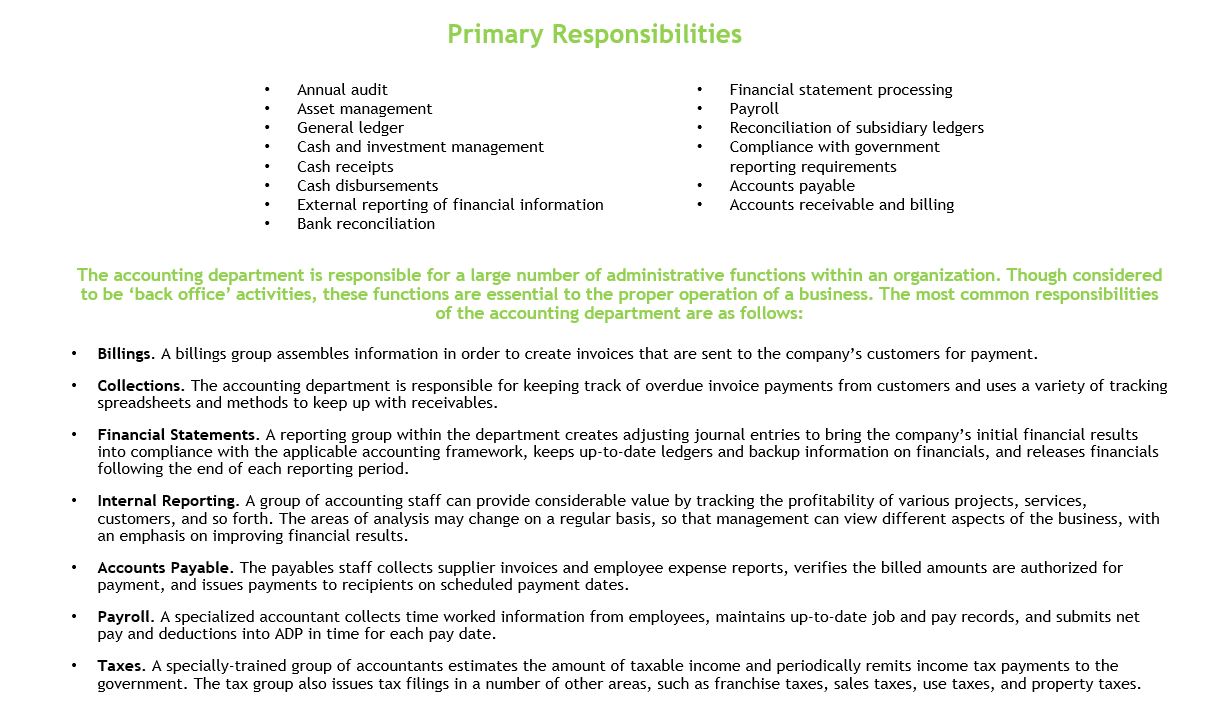 Primary Responsibilities
• Annual audit
• Asset management
• General ledger
• Cash and investment management
• Cash receipts
• Cash disbursements
• External reporting of financial information
• Bank reconciliation
• Financial statement processing
• Payroll
• Reconciliation of subsidiary ledgers
• Compliance with government
reporting requirements
• Accounts payable
• Accounts receivable and billing
The accounting department is responsible for a large number of administrative functions within an organization. Though considered
to be ‘back office’ activities, these functions are essential to the proper operation of a business. The most common responsibilities
of the accounting department are as follows:
• Billings. A billings group assembles information in order to create invoices that are sent to the company’s customers for payment.
• Collections. The accounting department is responsible for keeping track of overdue invoice payments from customers and uses a variety of tracking
spreadsheets and methods to keep up with receivables.
• Financial Statements. A reporting group within the department creates adjusting journal entries to bring the company’s initial financial results
into compliance with the applicable accounting framework, keeps up-to-date ledgers and backup information on financials, and releases financials
following the end of each reporting period.
• Internal Reporting. A group of accounting staff can provide considerable value by tracking the profitability of various projects, services,
customers, and so forth. The areas of analysis may change on a regular basis, so that management can view different aspects of the business, with
an emphasis on improving financial results.
• Accounts Payable. The payables staff collects supplier invoices and employee expense reports, verifies the billed amounts are authorized for
payment, and issues payments to recipients on scheduled payment dates.
• Payroll. A specialized accountant collects time worked information from employees, maintains up-to-date job and pay records, and submits net
pay and deductions into ADP in time for each pay date.
• Taxes. A specially-trained group of accountants estimates the amount of taxable income and periodically remits income tax payments to the
government. The tax group also issues tax filings in a number of other areas, such as franchise taxes, sales taxes, use taxes, and property taxes.